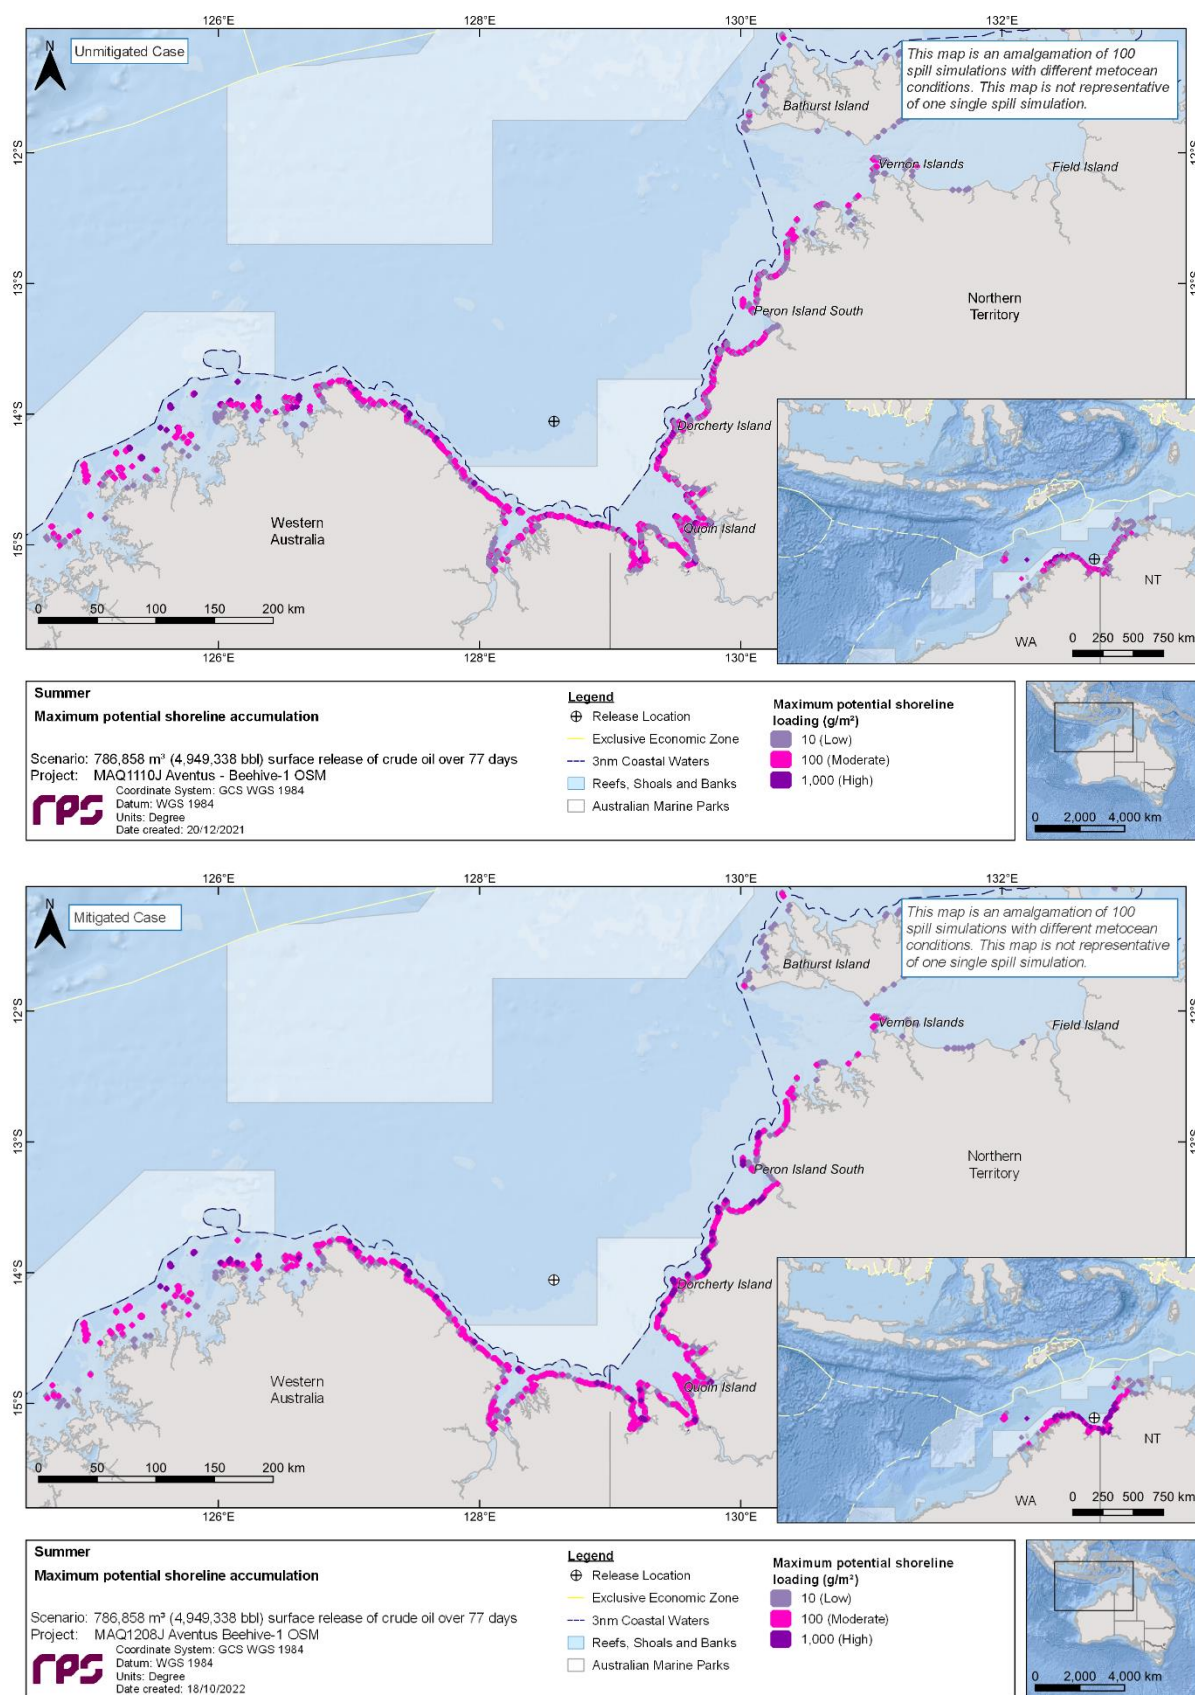 126°E
128°E
130°E
132°E
Unmitigated Case
N
This map is an amalgamation of 100
spill simulations with different metocean
conditions. This map is not representative
of one single spill simulation.
Bathurst Island
12°S
12°S
Vernon Islands
Field Island
13°S
13°S
Northern
Territory
Peron Island South
14°S
Dorcherty Island
Western
Australia
Quoin Island
15°S
0 50 100 150 200 km
NT
WA
0 250 500 750 km
126°E
128°E
130°E
Summer
Maximum potential shoreline accumulation
Scenario: 786,858 m³ (4,949,338 bbl) surface release of crude oil over 77 days
Project: MAQ1110J Aventus - Beehive-1 OSM
rps
Coordinate System: GCS WGS 1984
Datum: WGS 1984
Units: Degree
Date created: 20/12/2021
Legend
Release Location
Exclusive Economic Zone
3nm Coastal Waters
Reefs, Shoals and Banks
Australian Marine Parks
Maximum potential shoreline
loading (g/m²)
10 (Low)
100 (Moderate)
1,000 (High)
0 2,000 4,000 km
126°E
128°E
130°E
132°E
Mitigated Case
N
This map is an amalgamation of 100
spill simulations with different metocean
conditions. This map is not representative
of one single spill simulation.
Bathurst Island
12°S
12°S
Vernon Islands
Field Island
13°S
13°S
Northern
Territory
Peron Island South
14°S
Dorcherty Island
Western
Australia
Quoin Island
15°S
0 50 100 150 200 km
NT
WA
0 250 500 750 km
126°E
128°E
130°E
Summer
Maximum potential shoreline accumulation
Scenario: 786,858 m³ (4,949,338 bbl) surface release of crude oil over 77 days
Project: MAQ1208J Aventus Beehive-1 OSM
rps
Coordinate System: GCS WGS 1984
Datum: WGS 1984
Units: Degree
Date created: 18/10/2022
Legend
Release Location
Exclusive Economic Zone
3nm Coastal Waters
Reefs, Shoals and Banks
Australian Marine Parks
Maximum potential shoreline
loading (g/m²)
10 (Low)
100 (Moderate)
1,000 (High)
0 2,000 4,000 km